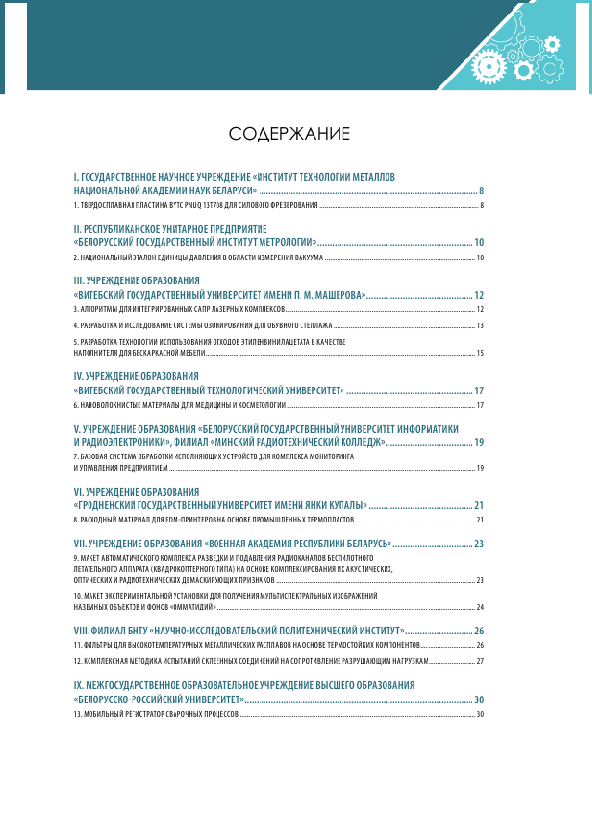 СОДЕРЖАНИЕ
I. ГОСУДАРСТВЕННОЕ НАУЧНОЕ УЧРЕЖДЕНИЕ «ИНСТИТУТ ТЕХНОЛОГИИ МЕТАЛЛОВ
НАЦИОНАЛЬНОЙ АКАДЕМИИ НАУК БЕЛАРУСИ» ........ 8
1. ТВЕРДОСПЛАВНАЯ ПЛАСТИНА ВТС PNUQ 137708 ДЛЯ СИЛОВОГО ФРЕЗЕРОВАНИЯ ........ 8
II. РЕСПУБЛИКАНСКОЕ УНИТАРНОЕ ПРЕДПРИЯТИЕ
«БЕЛОРУССКИЙ ГОСУДАРСТВЕННЫЙ ИНСТИТУТ МЕТРОЛОГИИ» ........ 10
2. НАЦИОНАЛЬНЫЙ ЭТАЛОН ЕДИНИЦЫ ДАВЛЕНИЯ В ОБЛАСТИ ИЗМЕРЕНИЯ ВАКУУМА ........ 10
III. УЧРЕЖДЕНИЕ ОБРАЗОВАНИЯ
«ВИТЕБСКИЙ ГОСУДАРСТВЕННЫЙ УНИВЕРСИТЕТ ИМЕНИ П. М. МАШЕРОВА» ........ 12
3. АЛГОРИТМЫ ДЛЯ ИНТЕГРИРОВАННЫХ САПР ЛАЗЕРНЫХ КОМПЛЕКСОВ ........ 12
4. РАЗРАБОТКА И ИССЛЕДОВАНИЕ СИСТЕМЫ ОЗОНИРОВАНИЯ ДЛЯ ОБУВНОГО СТЕЛЛАЖА ........ 13
5. РАЗРАБОТКА ТЕХНОЛОГИИ ИСПОЛЬЗОВАНИЯ ОТХОДОВ ЭТИЛЕНВИНИЛАЦЕТАТА В КАЧЕСТВЕ
НАПОЛНИТЕЛЯ ДЛЯ БЕСКАРКАСНОЙ МЕБЕЛИ ........ 15
IV. УЧРЕЖДЕНИЕ ОБРАЗОВАНИЯ
«ВИТЕБСКИЙ ГОСУДАРСТВЕННЫЙ ТЕХНОЛОГИЧЕСКИЙ УНИВЕРСИТЕТ» ........ 17
6. НАНОВОЛОКНИСТЫЕ МАТЕРИАЛЫ ДЛЯ МЕДИЦИНЫ И КОСМЕТОЛОГИИ ........ 17
V. УЧРЕЖДЕНИЕ ОБРАЗОВАНИЯ «БЕЛОРУССКИЙ ГОСУДАРСТВЕННЫЙ УНИВЕРСИТЕТ ИНФОРМАТИКИ
И РАДИОЭЛЕКТРОНИКИ», ФИЛИАЛ «МИНСКИЙ РАДИОТЕХНИЧЕСКИЙ КОЛЛЕДЖ» ........ 19
7. БАЗОВАЯ СИСТЕМА ОБРАБОТКИ ИСПОЛНЯЮЩИХ УСТРОЙСТВ ДЛЯ КОМПЛЕКСА МОНИТОРИНГА
И УПРАВЛЕНИЯ ПРЕДПРИЯТИЕМ ........ 19
VI. УЧРЕЖДЕНИЕ ОБРАЗОВАНИЯ
«ГРОДНЕНСКИЙ ГОСУДАРСТВЕННЫЙ УНИВЕРСИТЕТ ИМЕНИ ЯНКИ КУПАЛЫ» ........ 21
8. РАСХОДНЫЙ МАТЕРИАЛ ДЛЯ FDM-ПРИНТЕРОВ НА ОСНОВЕ ПРОМЫШЛЕННЫХ ТЕРМОПЛАСТОВ ........ 21
VII. УЧРЕЖДЕНИЕ ОБРАЗОВАНИЯ «ВОЕННАЯ АКАДЕМИЯ РЕСПУБЛИКИ БЕЛАРУСЬ» ........ 23
9. МАКЕТ АВТОМАТИЧЕСКОГО КОМПЛЕКСА РАЗВЕДКИ И ПОДАВЛЕНИЯ РАДИОКАНАЛОВ БЕСПИЛОТНОГО
ЛЕТАТЕЛЬНОГО АППАРАТА (КВАДРОКОПТЕРНОГО ТИПА) НА ОСНОВЕ КОМПЛЕКСИРОВАНИЯ ИХ АКУСТИЧЕСКИХ,
ОПТИЧЕСКИХ И РАДИОТЕХНИЧЕСКИХ ДЕМАСКИРУЮЩИХ ПРИЗНАКОВ ........ 23
10. МАКЕТ ЭКСПЕРИМЕНТАЛЬНОЙ УСТАНОВКИ ДЛЯ ПОЛУЧЕНИЯ МУЛЬТИСПЕКТРАЛЬНЫХ ИЗОБРАЖЕНИЙ
НАЗЕМНЫХ ОБЪЕКТОВ И ФОНОВ «ОММАТИДИЙ» ........ 24
VIII ФИЛИАЛ БНТУ «НАУЧНО-ИССЛЕДОВАТЕЛЬСКИЙ ПОЛИТЕХНИЧЕСКИЙ ИНСТИТУТ» ........ 26
11. ФИЛЬТРЫ ДЛЯ ВЫСОКОТЕМПЕРАТУРНЫХ МЕТАЛЛИЧЕСКИХ РАСПЛАВОВ НА ОСНОВЕ ТЕРМОСТОЙКИХ КОМПОНЕНТОВ ........ 26
12. КОМПЛЕКСНАЯ МЕТОДИКА ИСПЫТАНИЙ СКЛЕЕННЫХ СОЕДИНЕНИЙ НА СОПРОТИВЛЕНИЕ РАЗРУШАЮЩИМ НАГРУЗКАМ ........ 27
IX. МЕЖГОСУДАРСТВЕННОЕ ОБРАЗОВАТЕЛЬНОЕ УЧРЕЖДЕНИЕ ВЫСШЕГО ОБРАЗОВАНИЯ
«БЕЛОРУССКО-РОССИЙСКИЙ УНИВЕРСИТЕТ» ........ 30
13. МОБИЛЬНЫЙ РЕГИСТРАТОР СВАРОЧНЫХ ПРОЦЕССОВ ........ 30